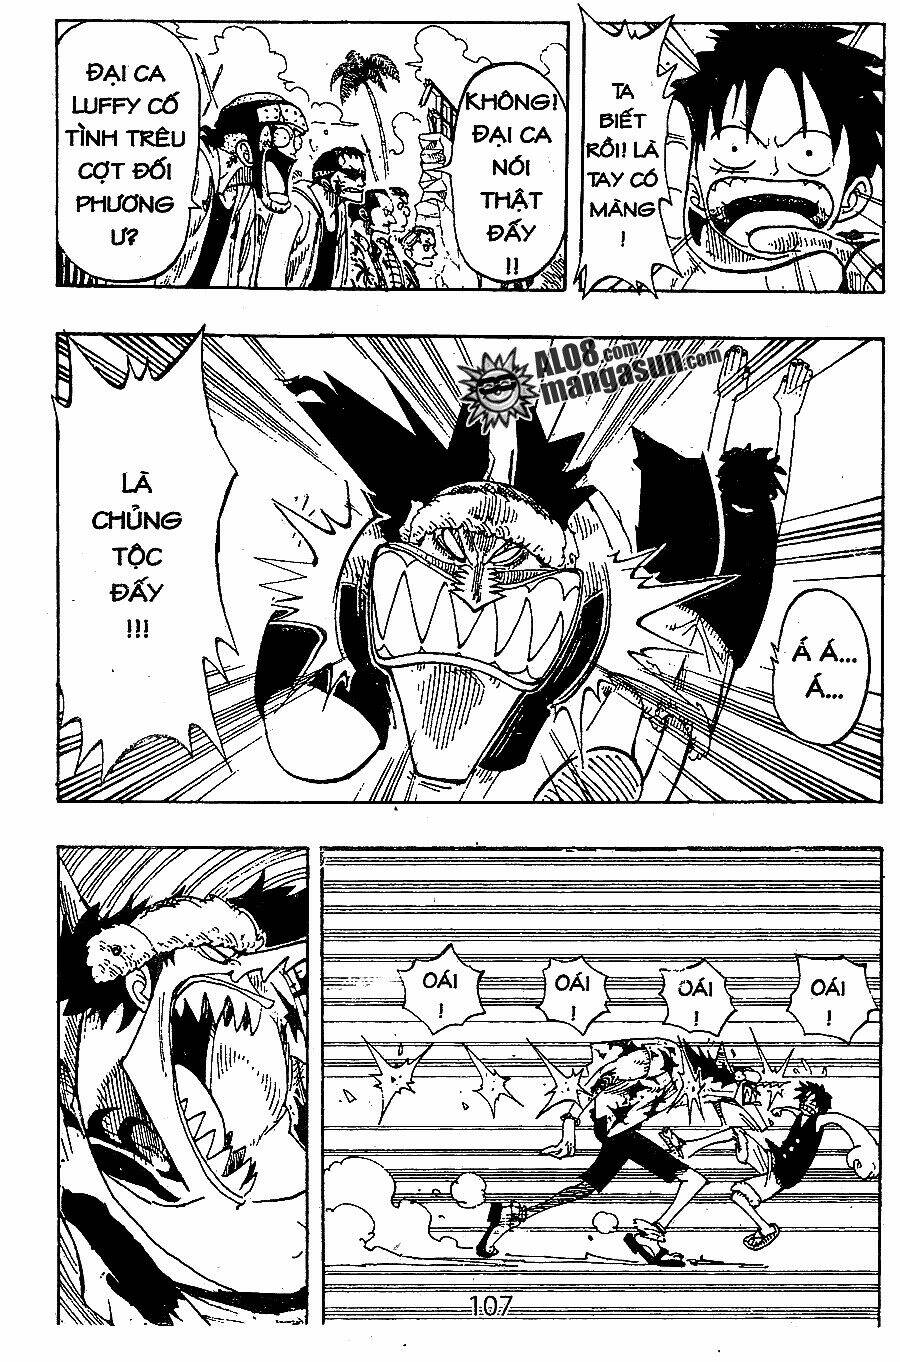 TA
BIẾT
RỒI! LÀ
TAY CÓ
MÀNG
!
KHÔNG!
ĐẠI CA
NÓI
THẬT
ĐẤY
!!
ĐẠI CA
LUFFY CỐ
TÌNH TRÊU
CỢT ĐỐI
PHƯƠNG
Ư?
AL08.com
mangasun.com
LÀ
CHỦNG
TỘC
ĐẤY
!!!
Á Á...
Á...
OÁI
!
OÁI
!
OÁI
!
OÁI
!
107